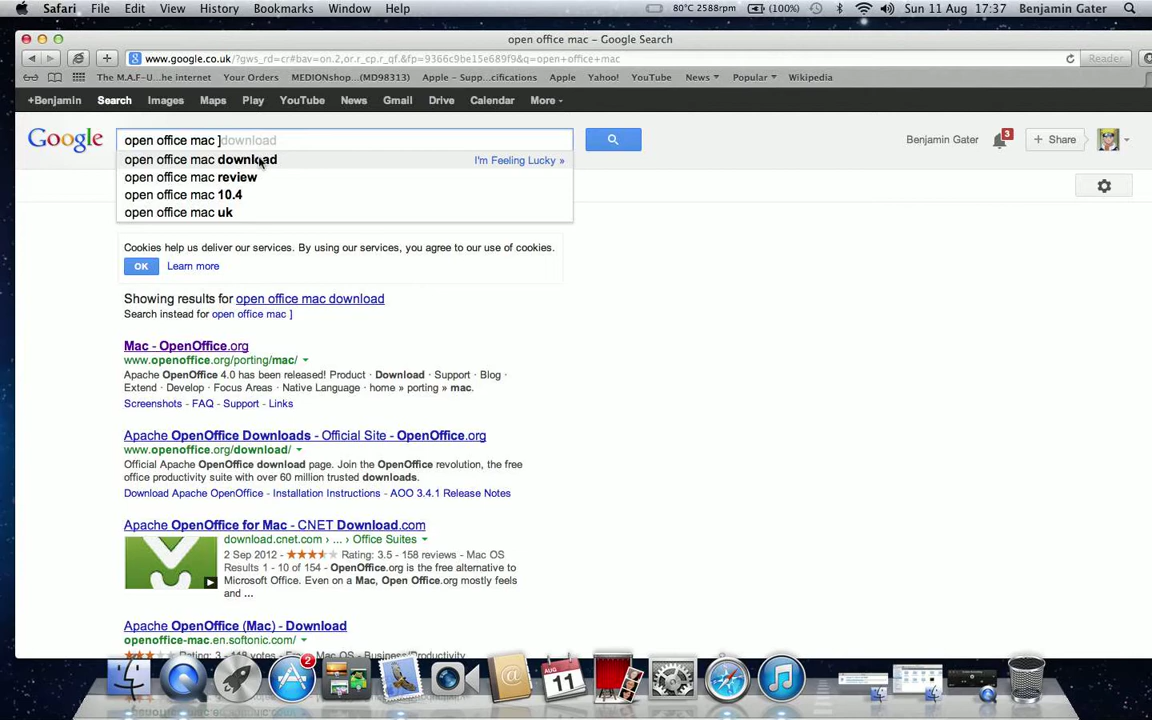 Safari File Edit View History Bookmarks Window Help 80°C 2588rpm (100%) Sun 11 Aug 17:37 Benjamin Gater
open office mac – Google Search
www.google.co.uk/?gws_rd=cr#bav=on.2,or.r_cp.r_qf.&fp=9366c9be15e689f9&q=open+office+mac Reader
The M.A.F-U...he internet Your Orders MEDIONshop...(MD98313) Apple - Supp...cifications Apple Yahoo! YouTube News Popular Wikipedia
+Benjamin Search Images Maps Play YouTube News Gmail Drive Calendar More
Google open office mac ]download Benjamin Gater 3 + Share
open office mac download I'm Feeling Lucky »
open office mac review
open office mac 10.4
open office mac uk
Cookies help us deliver our services. By using our services, you agree to our use of cookies.
OK Learn more
Showing results for open office mac download
Search instead for open office mac ]
Mac - OpenOffice.org
www.openoffice.org/porting/mac/
Apache OpenOffice 4.0 has been released! Product · Download · Support · Blog ·
Extend · Develop · Focus Areas · Native Language · home » porting » mac.
Screenshots - FAQ - Support - Links
Apache OpenOffice Downloads - Official Site - OpenOffice.org
www.openoffice.org/download/
Official Apache OpenOffice download page. Join the OpenOffice revolution, the free
office productivity suite with over 60 million trusted downloads.
Download Apache OpenOffice - Installation Instructions - AOO 3.4.1 Release Notes
Apache OpenOffice for Mac - CNET Download.com
download.cnet.com › ... › Office Suites
2 Sep 2012 - Rating: 3.5 - 158 reviews - Mac OS
Results 1 - 10 of 154 - OpenOffice.org is the free alternative to
Microsoft Office. Even on a Mac, Open Office.org mostly feels
and ...
Apache OpenOffice (Mac) - Download
openoffice-mac.en.softonic.com/
2
AUG
11